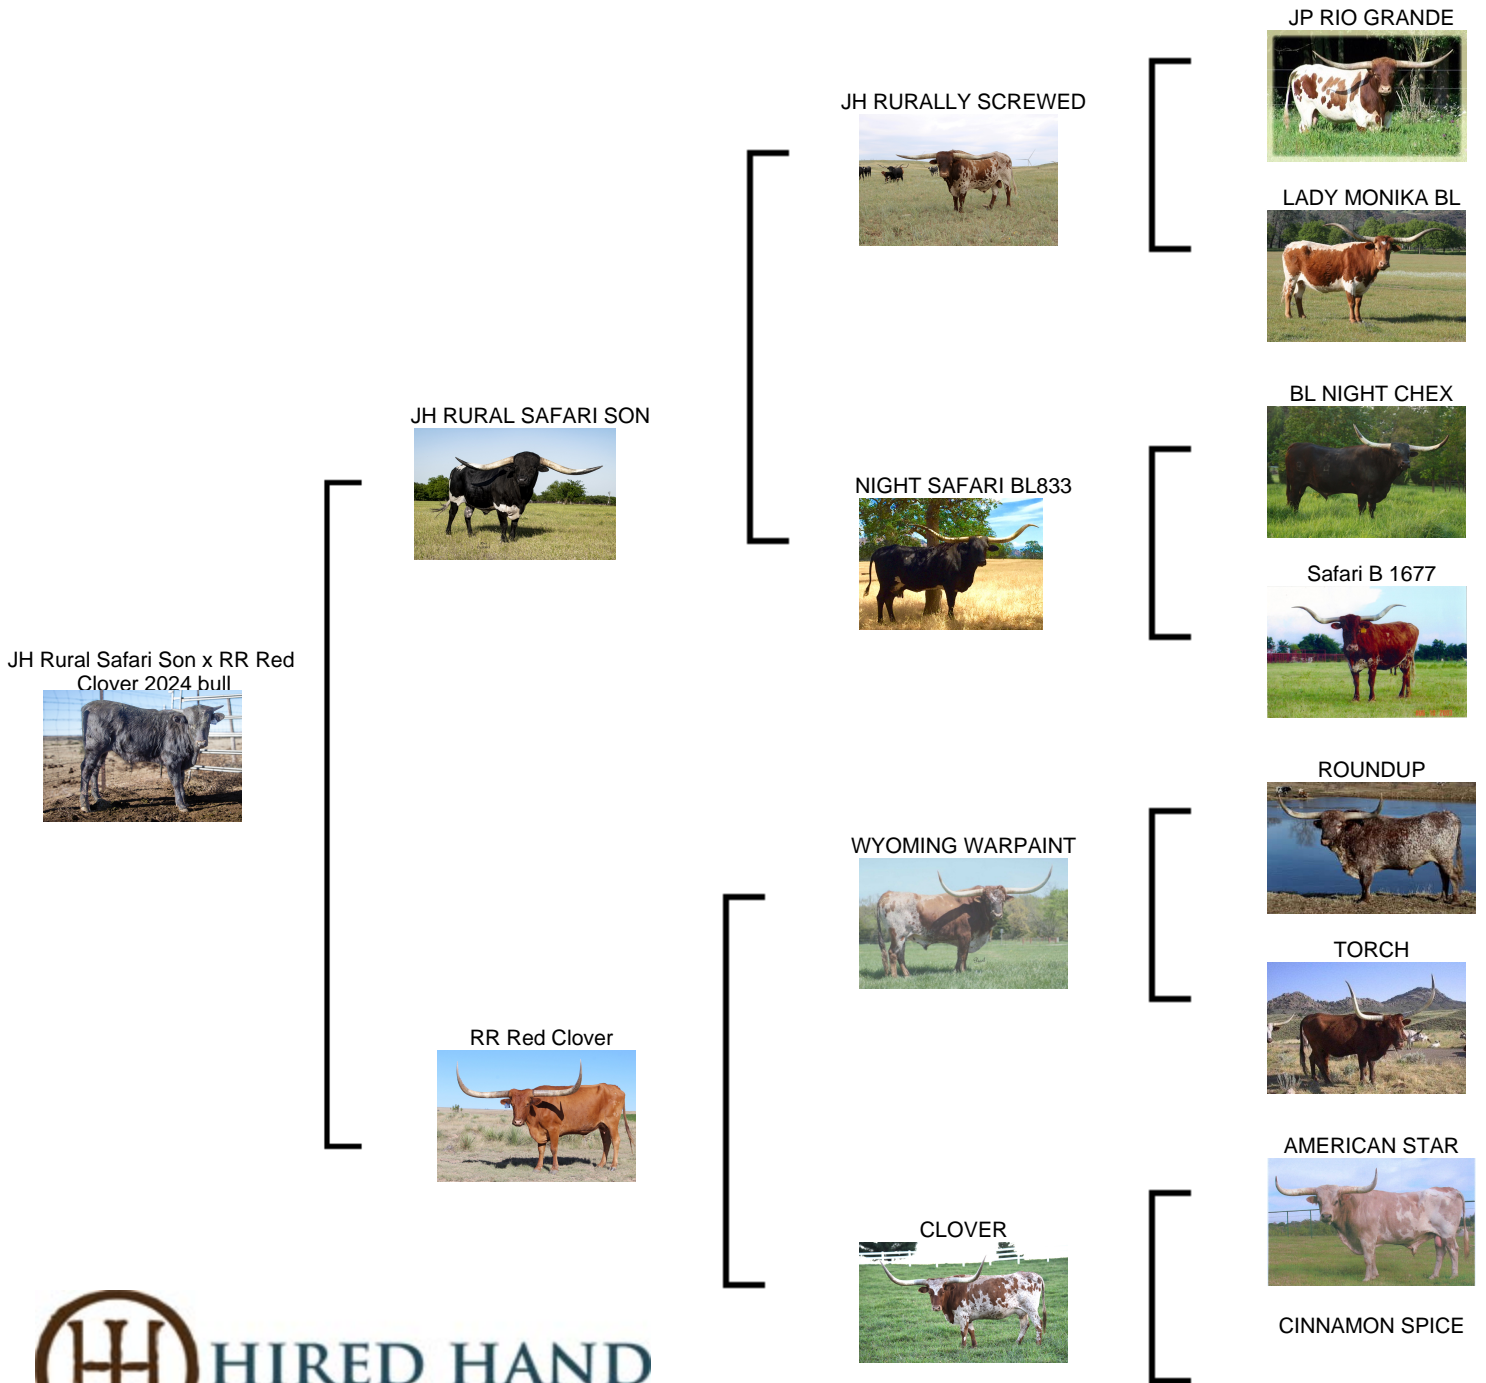 JP RIO GRANDE
JH RURALLY SCREWED
LADY MONIKA BL
BL NIGHT CHEX
JH RURAL SAFARI SON
NIGHT SAFARI BL833
Safari B 1677
JH Rural Safari Son x RR Red
Clover 2024 bull
ROUNDUP
WYOMING WARPAINT
TORCH
RR Red Clover
AMERICAN STAR
CLOVER
CINNAMON SPICE
HIRED HAND